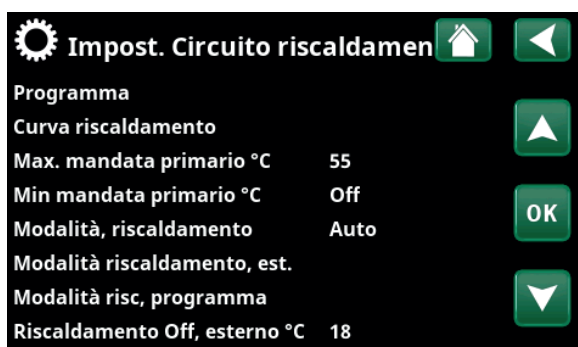 Impost. Circuito riscaldamen
Programma
Curva riscaldamento
Max. mandata primario °C 55
Min mandata primario °C Off
Modalità, riscaldamento Auto
Modalità riscaldamento, est.
Modalità risc, programma
Riscaldamento Off, esterno °C 18
OK